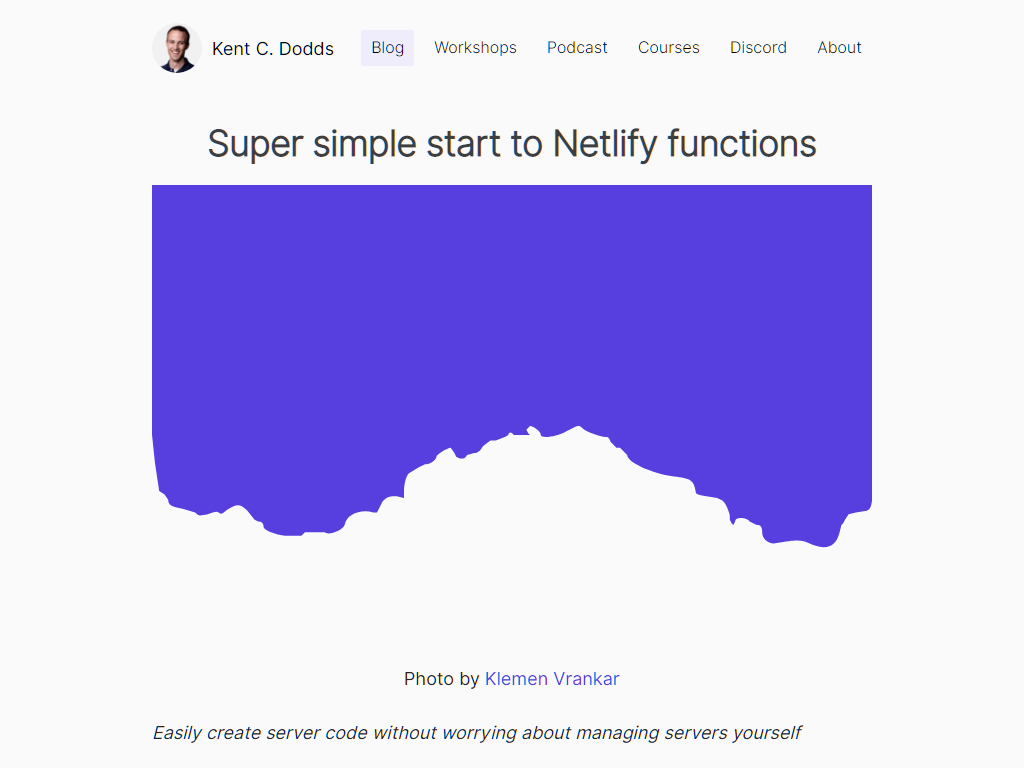 Kent C. Dodds
Blog
Workshops
Podcast
Courses
Discord
About
Super simple start to Netlify functions
Photo by Klemen Vrankar
Easily create server code without worrying about managing servers yourself